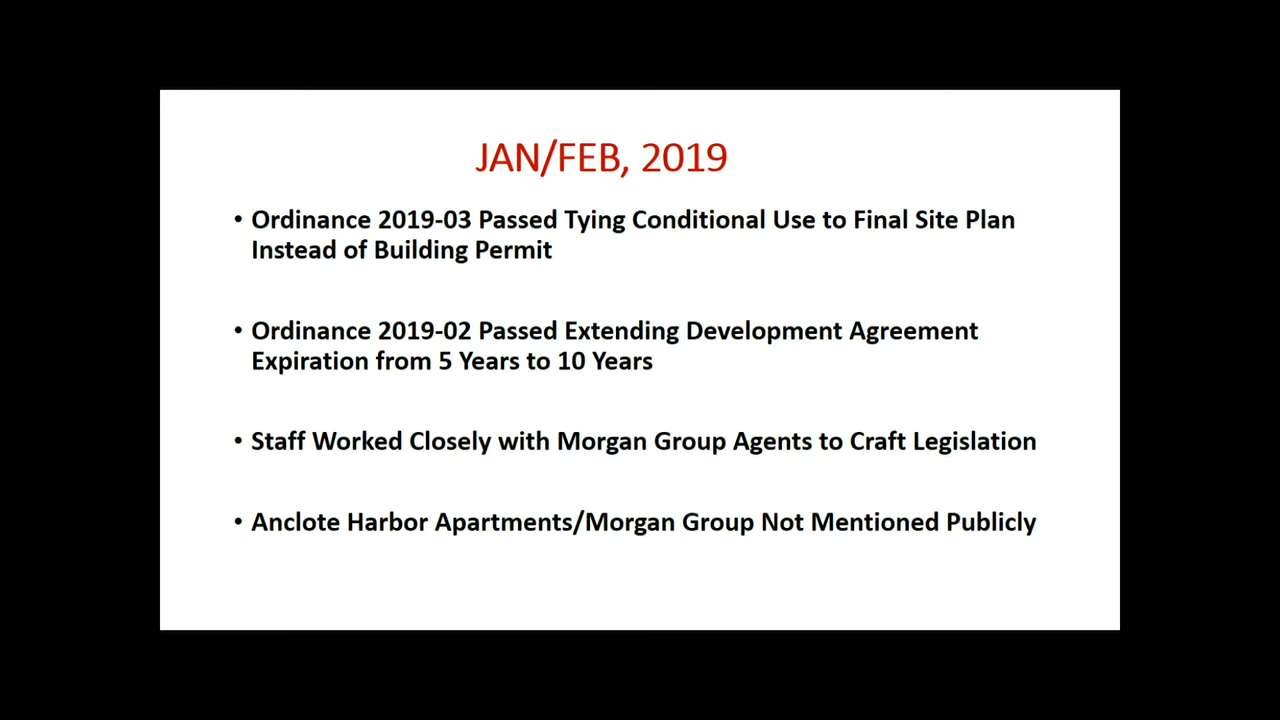 JAN/FEB, 2019
• Ordinance 2019-03 Passed Tying Conditional Use to Final Site Plan
Instead of Building Permit
• Ordinance 2019-02 Passed Extending Development Agreement
Expiration from 5 Years to 10 Years
• Staff Worked Closely with Morgan Group Agents to Craft Legislation
• Anclote Harbor Apartments/Morgan Group Not Mentioned Publicly